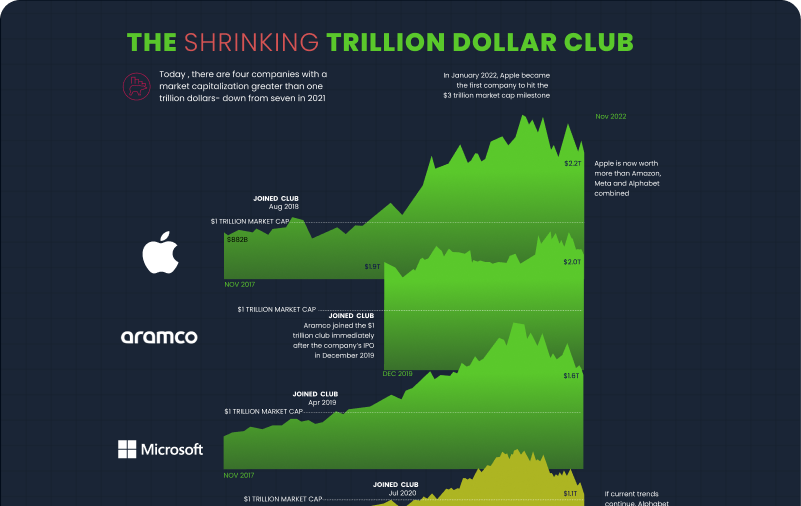 THE SHRINKING TRILLION DOLLAR CLUB
Today , there are four companies with a
market capitalization greater than one
trillion dollars- down from seven in 2021
In January 2022, Apple became
the first company to hit the
$3 trillion market cap milestone
Nov 2022
$2.2T
Apple is now worth
more than Amazon,
Meta and Alphabet
combined
JOINED CLUB
Aug 2018
$1 TRILLION MARKET CAP
$882B
NOV 2017
$1.9T
$2.0T
$1 TRILLION MARKET CAP
JOINED CLUB
Aramco joined the $1
trillion club immediately
after the company's IPO
in December 2019
aramco
DEC 2019
$1.8T
JOINED CLUB
Apr 2019
$1 TRILLION MARKET CAP
Microsoft
NOV 2017
JOINED CLUB
Jul 2020
$1 TRILLION MARKET CAP
$1.1T
If current trends
continue, Alphabet